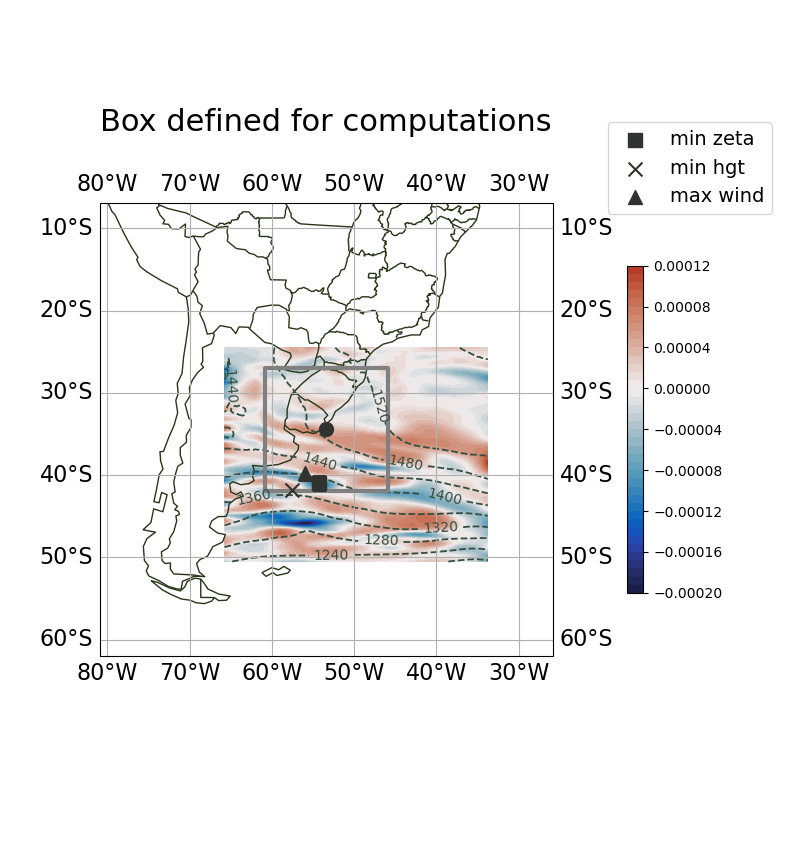 Box defined for computations
min zeta
min hgt
max wind
80°W 70°W 60°W 50°W 40°W 30°W
10°S 10°S
20°S
30°S
40°S
50°S
60°S 60°S
20°S
30°S
40°S
50°S
80°W 70°W 60°W 50°W 40°W 30°W
1440
1520
1440
1480
1360
1400
1320
1280
1240
0.00012
0.00008
0.00004
0.00000
−0.00004
−0.00008
−0.00012
−0.00016
−0.00020